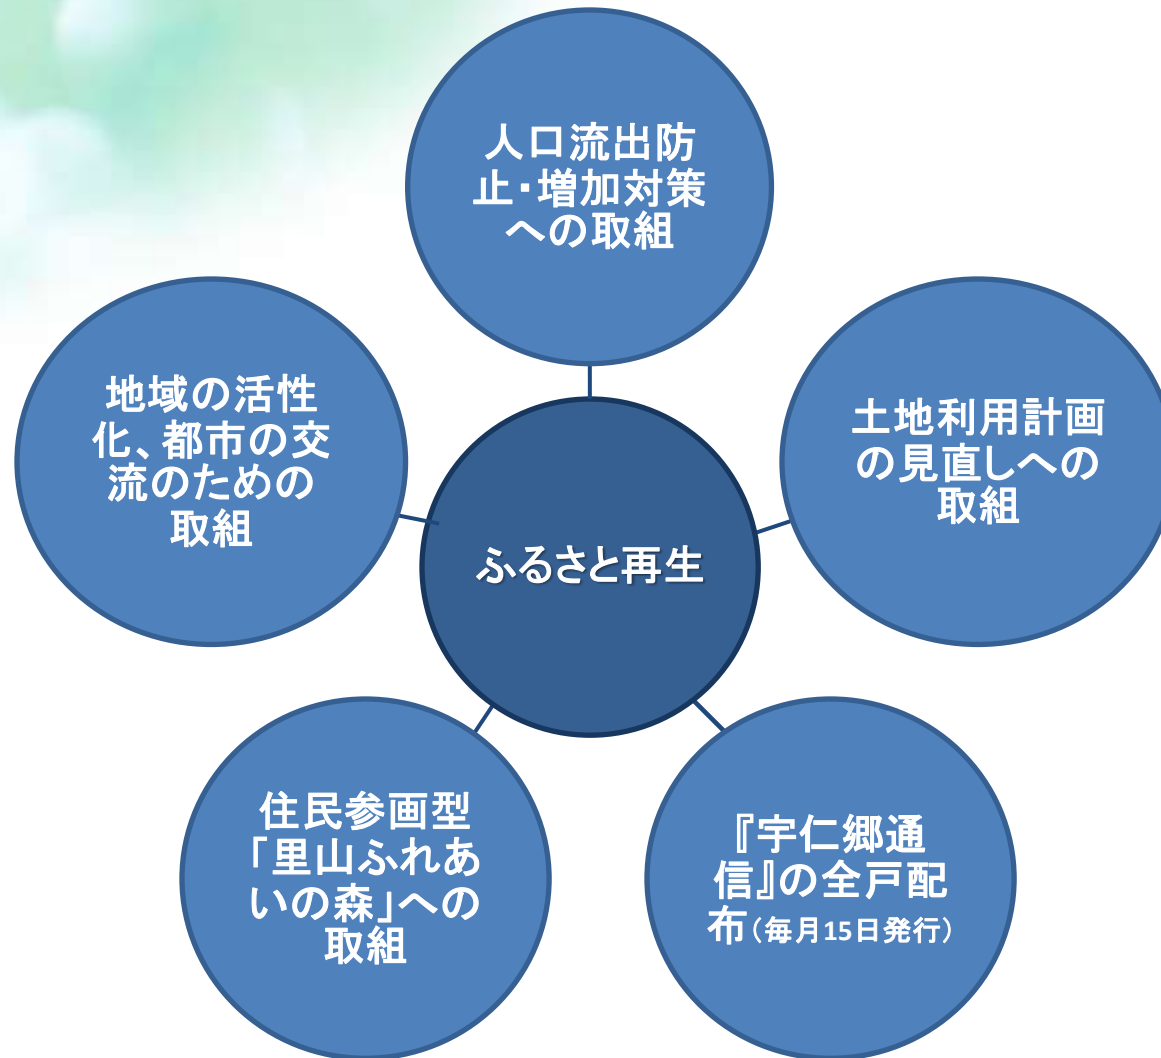 人口流出防
止・増加対策
への取組
土地利用計画
の見直しへの
取組
『宇仁郷通
信』の全戸配
布（毎月15日発行）
住民参画型
「里山ふれあ
いの森」への
取組
地域の活性
化、都市の交
流のための
取組
ふるさと再生